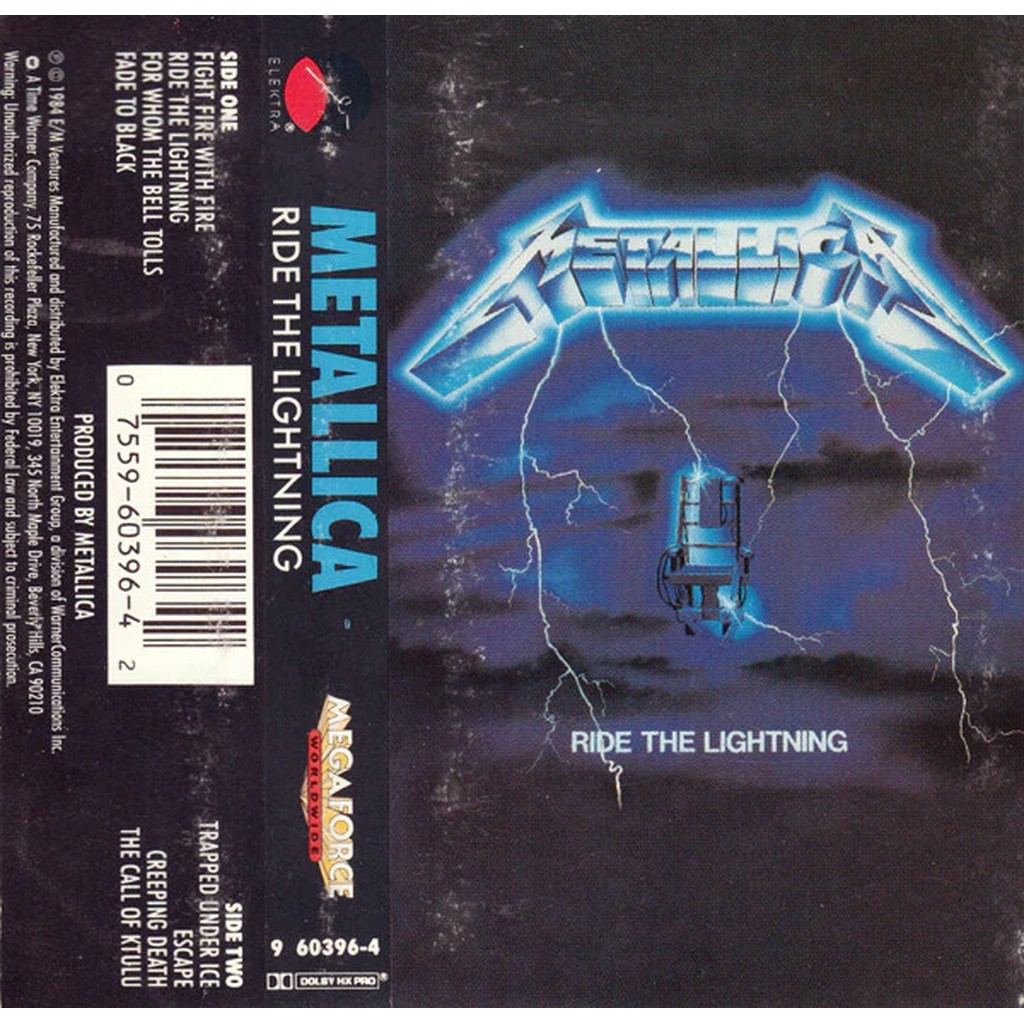 METALLICA
RIDE THE LIGHTNING
ELEKTRA®
METALLICA
RIDE THE LIGHTNING
MEGAFORCE
WORLDWIDE
9 60396-4
DOLBY HX PRO®
SIDE ONE
FIGHT FIRE WITH FIRE
RIDE THE LIGHTNING
FOR WHOM THE BELL TOLLS
FADE TO BLACK
SIDE TWO
TRAPPED UNDER ICE
ESCAPE
CREEPING DEATH
THE CALL OF KTULU
0 7559-60396-4 2
PRODUCED BY METALLICA
℗ © 1984 E/M Ventures Manufactured and distributed by Elektra Entertainment Group, a division of Warner Communications Inc.
A Time Warner Company. 75 Rockefeller Plaza, New York, NY 10019. 345 North Maple Drive, Beverly Hills, CA 90210
Warning: Unauthorized reproduction of this recording is prohibited by Federal Law and subject to criminal prosecution.